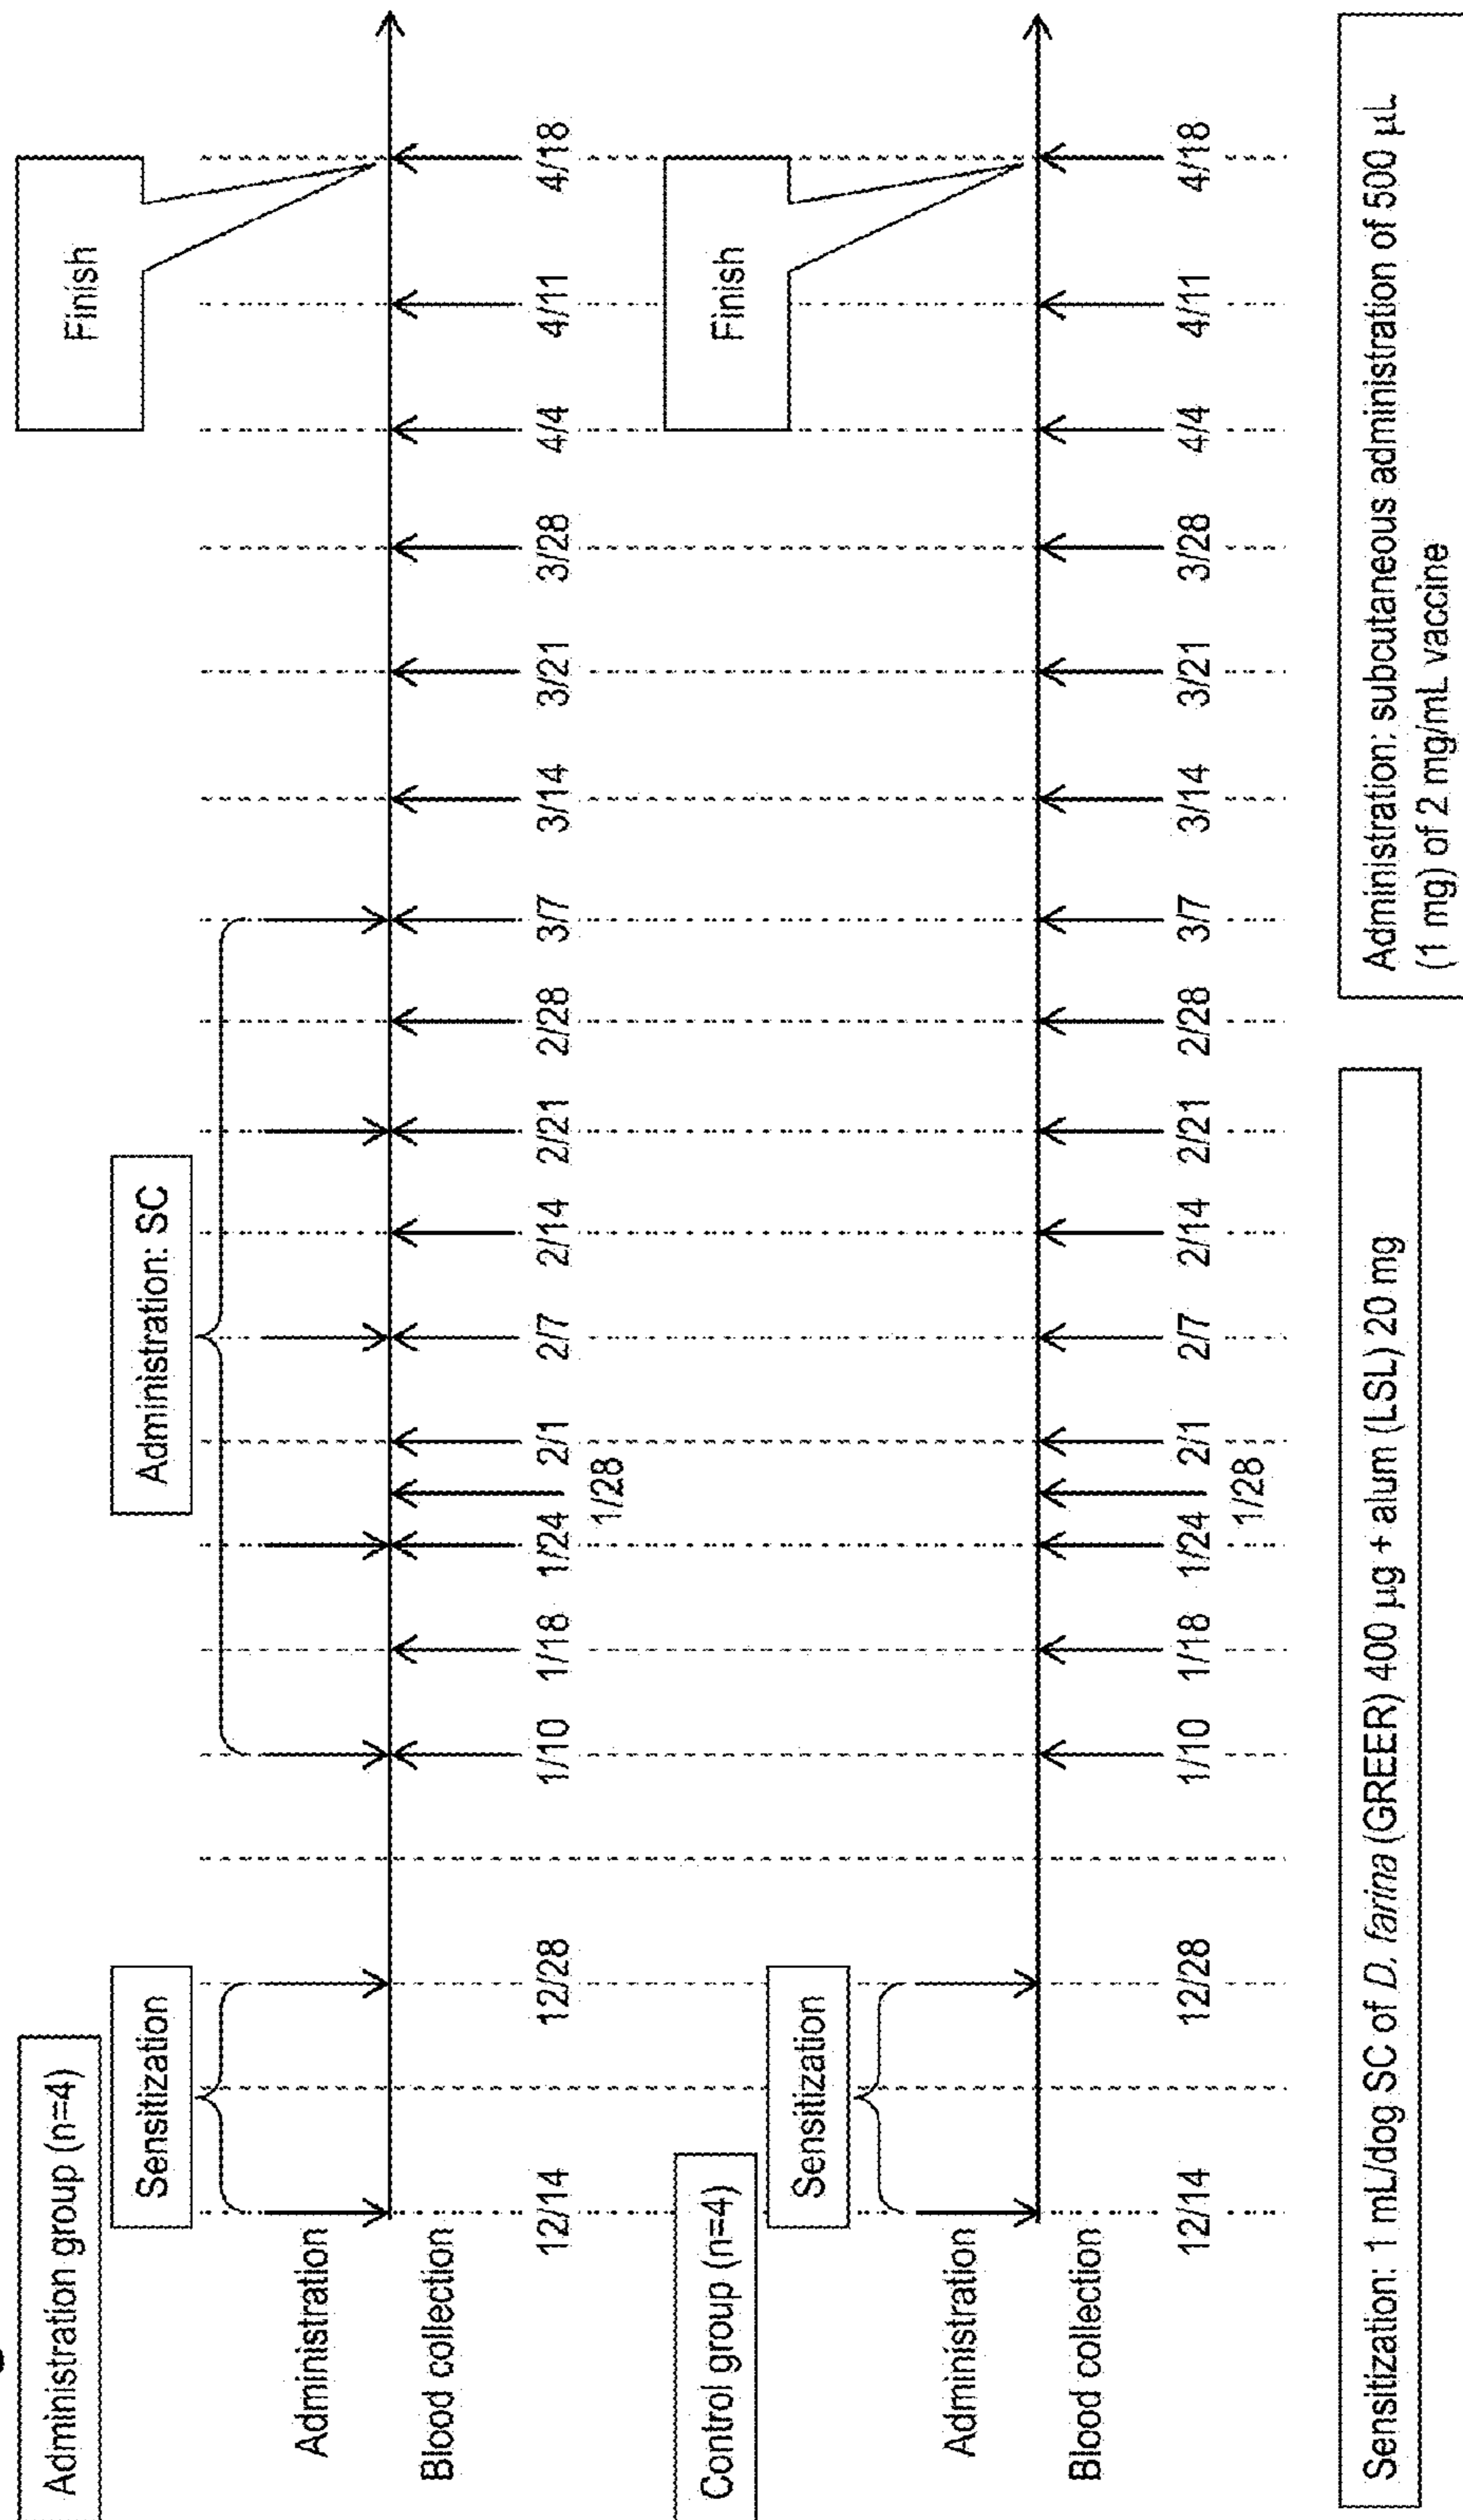 Administration group (n=4)
Sensitization
Administration: SC
Finish
Administration
Blood collection
12/14 12/28 1/10 1/18 1/24 2/1 2/7 2/14 2/21 2/28 3/7 3/14 3/21 3/28 4/4 4/11 4/18
1/28
Control group (n=4)
Sensitization
Finish
Administration
Blood collection
12/14 12/28 1/10 1/18 1/24 2/1 2/7 2/14 2/21 2/28 3/7 3/14 3/21 3/28 4/4 4/11 4/18
1/28
Sensitization: 1 mL/dog SC of D. farina (GREER) 400 µg + alum (LSL) 20 mg
Administration: subcutaneous administration of 500 µL
(1 mg) of 2 mg/mL vaccine